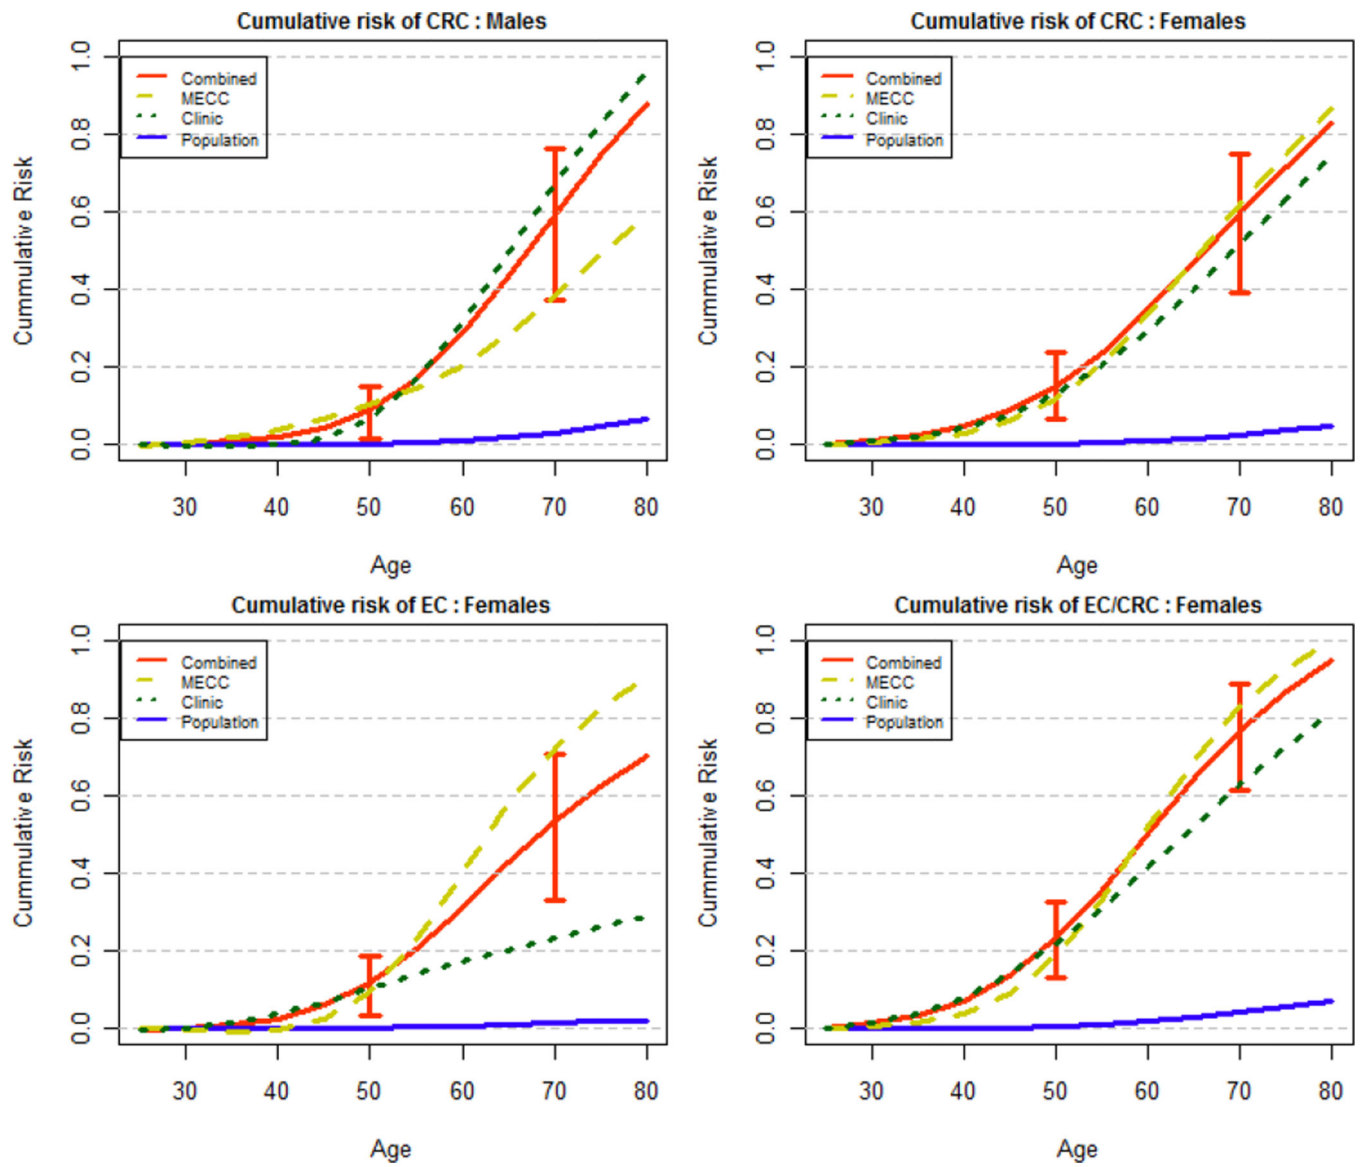 Cumulative risk of CRC : Males
Cummulative Risk
1.0
0.8
0.6
0.4
0.2
0.0
Combined
MECC
Clinic
Population
30 40 50 60 70 80
Age
Cumulative risk of CRC : Females
Cummulative Risk
1.0
0.8
0.6
0.4
0.2
0.0
Combined
MECC
Clinic
Population
30 40 50 60 70 80
Age
Cumulative risk of EC : Females
Cummulative Risk
1.0
0.8
0.6
0.4
0.2
0.0
Combined
MECC
Clinic
Population
30 40 50 60 70 80
Age
Cumulative risk of EC/CRC : Females
Cummulative Risk
1.0
0.8
0.6
0.4
0.2
0.0
Combined
MECC
Clinic
Population
30 40 50 60 70 80
Age